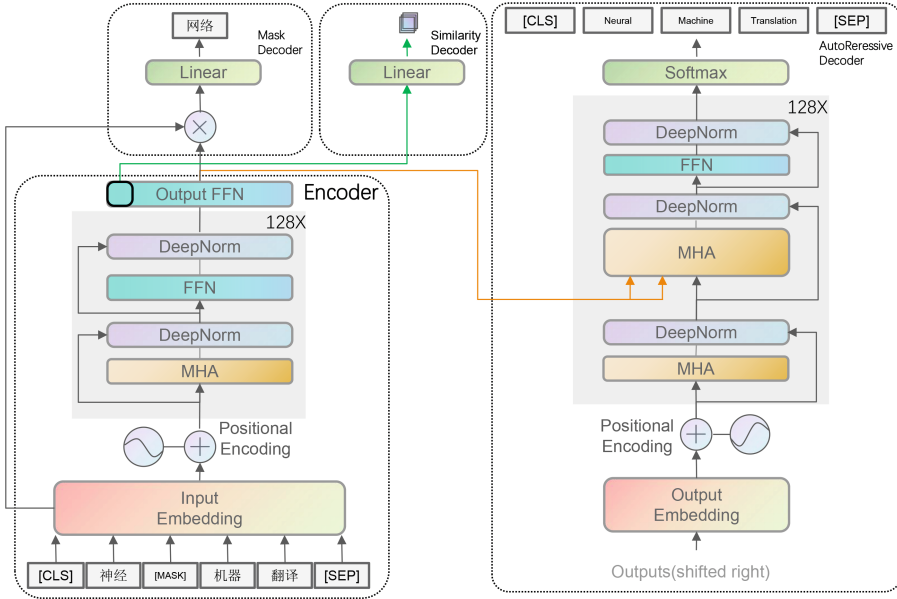 网络
Mask
Decoder
Linear
Similarity
Decoder
Linear
Output FFN
Encoder
128X
DeepNorm
FFN
DeepNorm
MHA
Positional
Encoding
Input
Embedding
[CLS]
神经
[MASK]
机器
翻译
[SEP]
[CLS]
Neural
Machine
Translation
[SEP]
AutoReressive
Decoder
Softmax
128X
DeepNorm
FFN
DeepNorm
MHA
DeepNorm
MHA
Positional
Encoding
Output
Embedding
Outputs(shifted right)